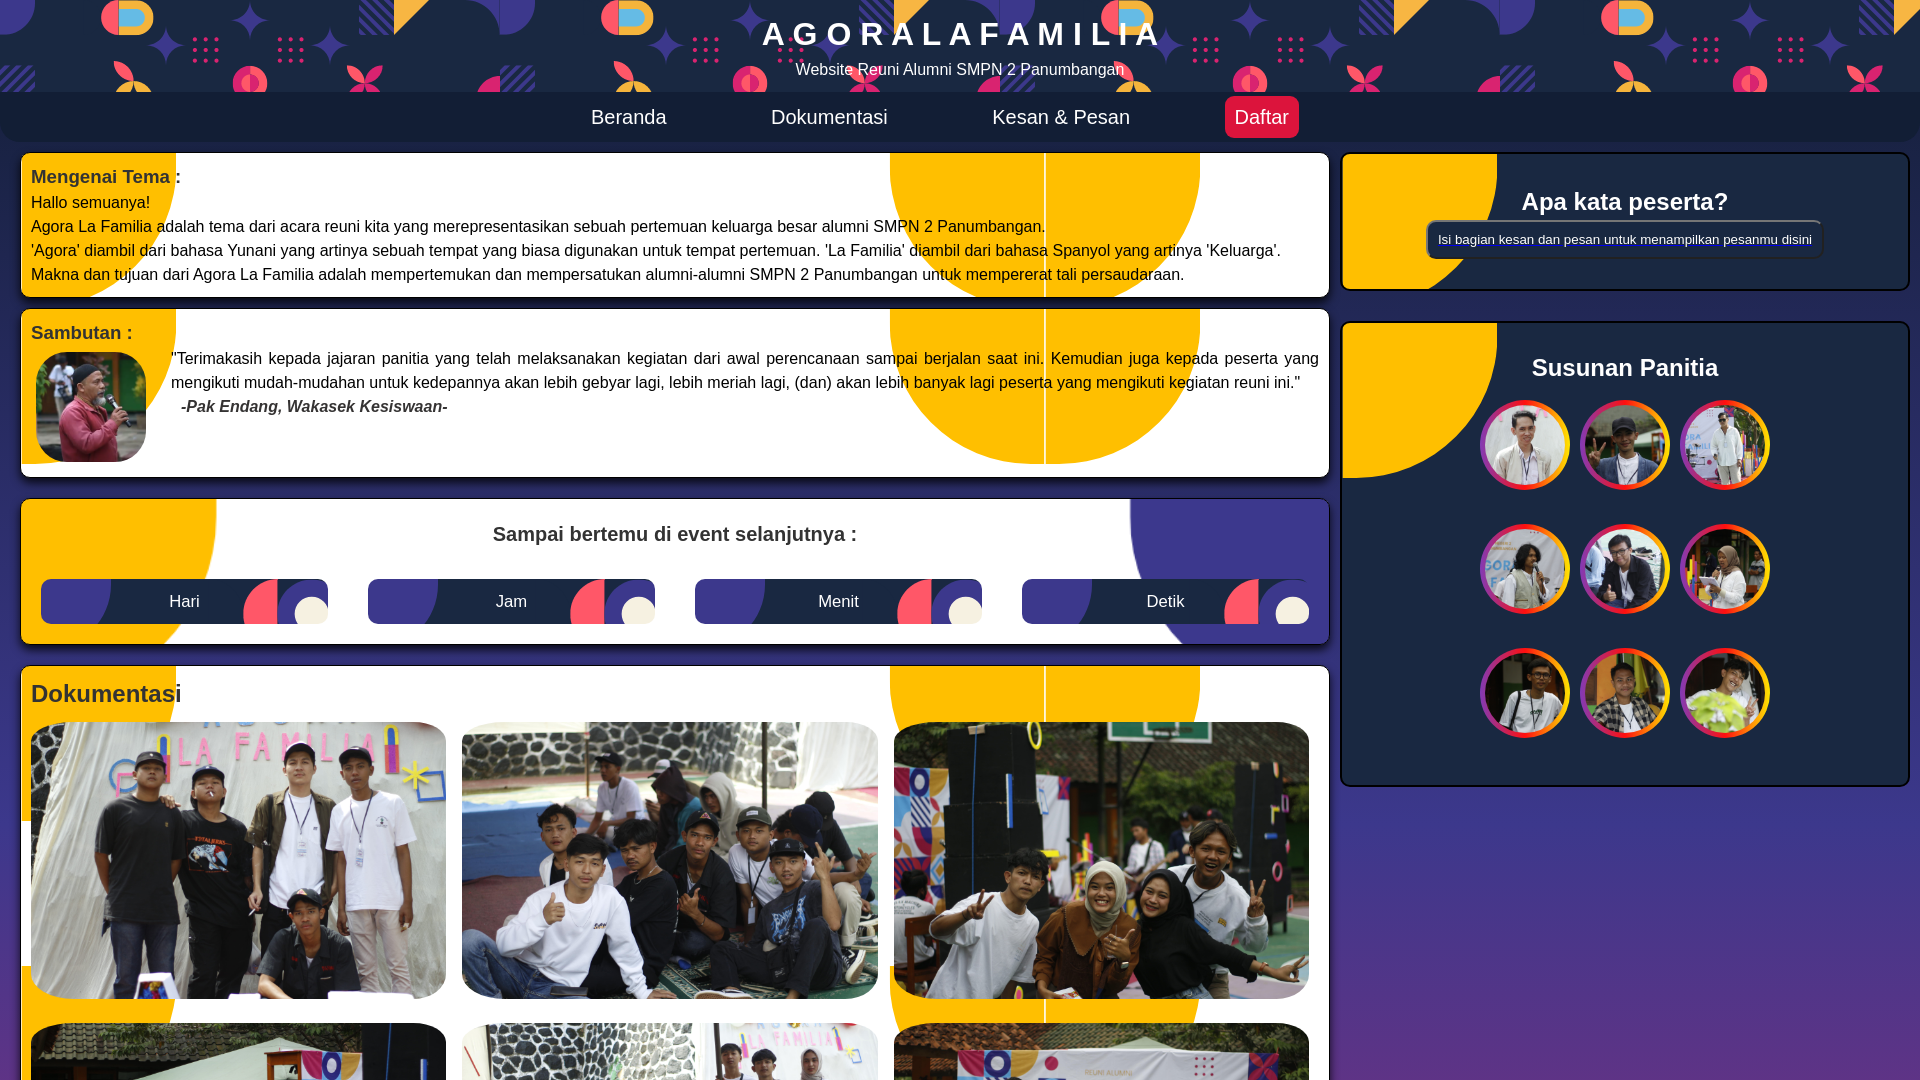 AGORALAFAMILIA
Website Reuni Alumni SMPN 2 Panumbangan
Beranda
Dokumentasi
Kesan & Pesan
Daftar
Mengenai Tema :
Hallo semuanya!
Agora La Familia adalah tema dari acara reuni kita yang merepresentasikan sebuah pertemuan keluarga besar alumni SMPN 2 Panumbangan.
'Agora' diambil dari bahasa Yunani yang artinya sebuah tempat yang biasa digunakan untuk tempat pertemuan. 'La Familia' diambil dari bahasa Spanyol yang artinya 'Keluarga'.
Makna dan tujuan dari Agora La Familia adalah mempertemukan dan mempersatukan alumni-alumni SMPN 2 Panumbangan untuk mempererat tali persaudaraan.
Sambutan :
"Terimakasih kepada jajaran panitia yang telah melaksanakan kegiatan dari awal perencanaan sampai berjalan saat ini. Kemudian juga kepada peserta yang
mengikuti mudah-mudahan untuk kedepannya akan lebih gebyar lagi, lebih meriah lagi, (dan) akan lebih banyak lagi peserta yang mengikuti kegiatan reuni ini."
-Pak Endang, Wakasek Kesiswaan-
Sampai bertemu di event selanjutnya :
Hari
Jam
Menit
Detik
Dokumentasi
LA FAMILIA
Apa kata peserta?
Isi bagian kesan dan pesan untuk menampilkan pesanmu disini
Susunan Panitia
LA FAMILIA
REUNI ALUMNI